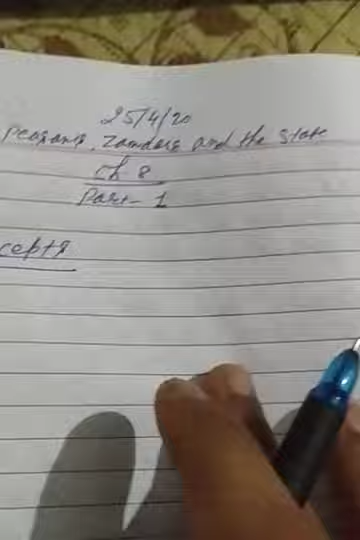 25/4/20
Peasants, Zamdars and the State
Ch 8
Part - 1
cepts